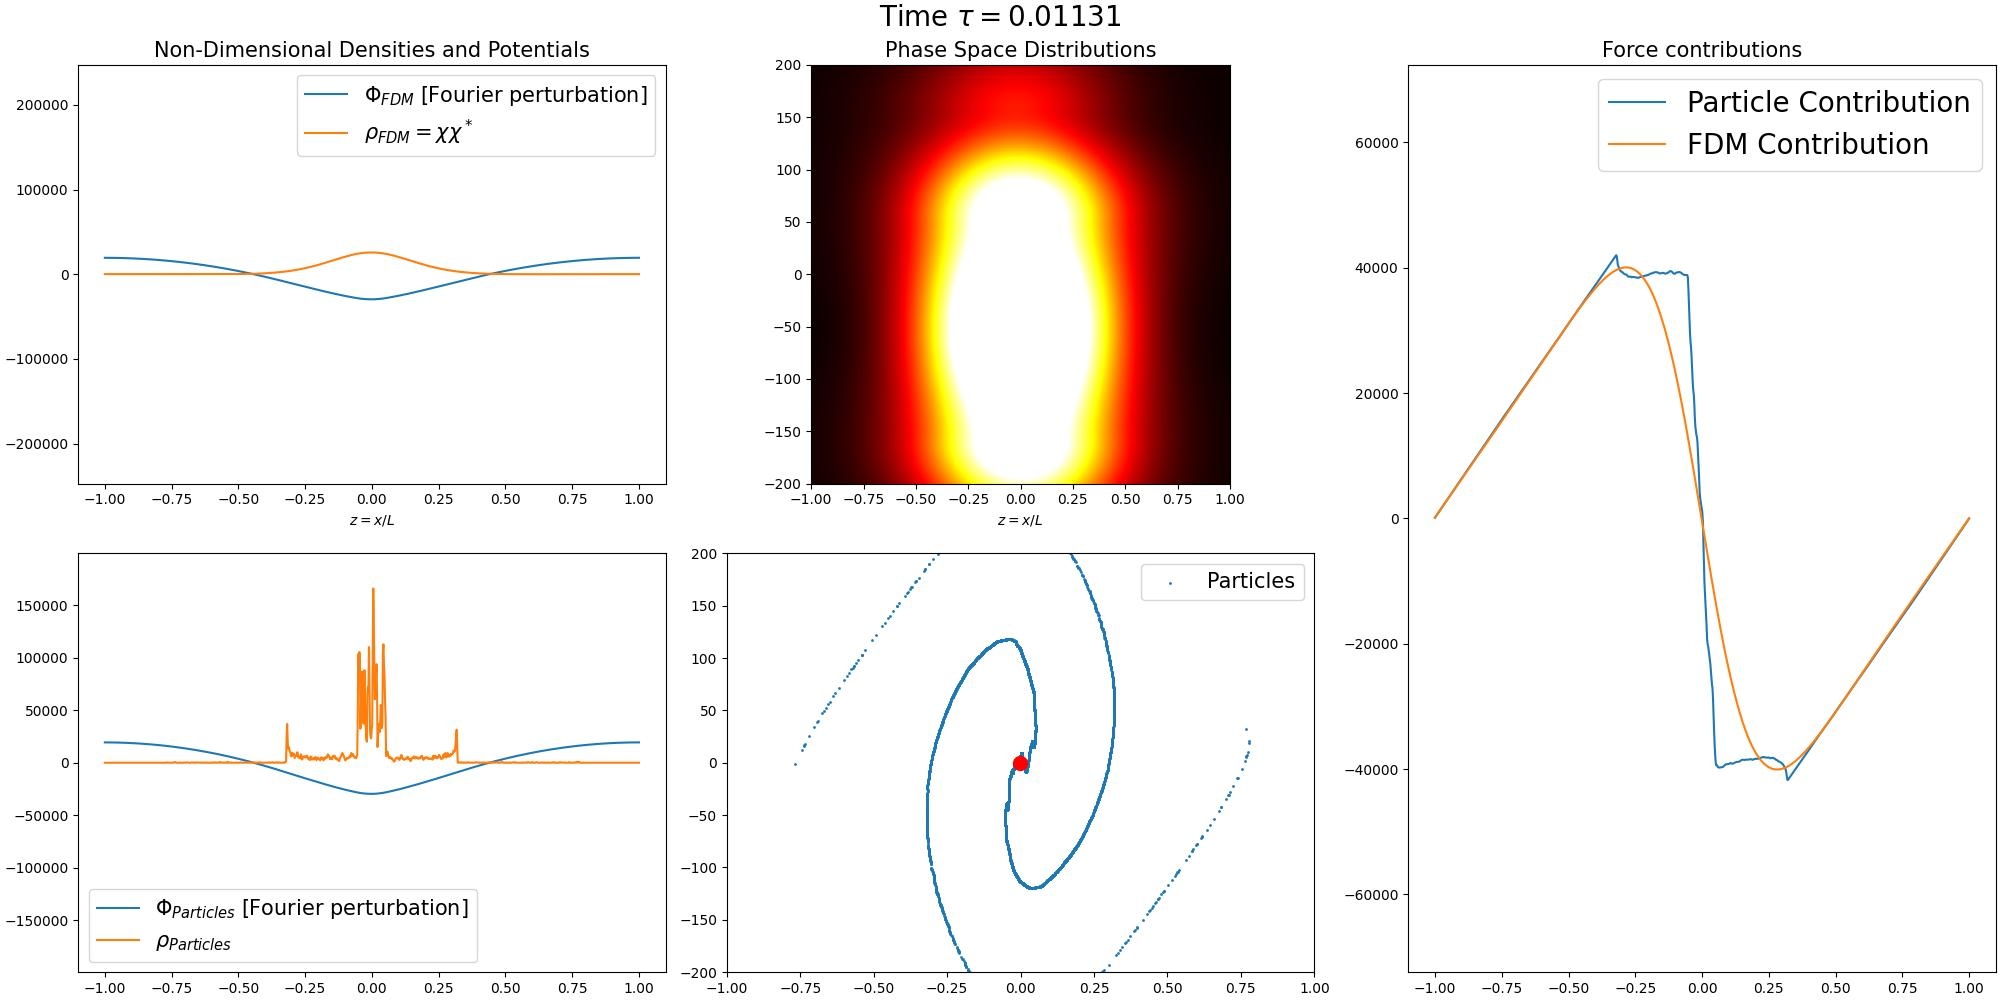 Time τ = 0.01131
Non-Dimensional Densities and Potentials
Φ_FDM [Fourier perturbation]
ρ_FDM = χχ*
200000
100000
0
−100000
−200000
−1.00 −0.75 −0.50 −0.25 0.00 0.25 0.50 0.75 1.00
z = x/L
Phase Space Distributions
200
150
100
50
0
−50
−100
−150
−200
−1.00 −0.75 −0.50 −0.25 0.00 0.25 0.50 0.75 1.00
z = x/L
Force contributions
Particle Contribution
FDM Contribution
60000
40000
20000
0
−20000
−40000
−60000
−1.00 −0.75 −0.50 −0.25 0.00 0.25 0.50 0.75 1.00
150000
100000
50000
0
−50000
−100000
−150000
Φ_Particles [Fourier perturbation]
ρ_Particles
−1.00 −0.75 −0.50 −0.25 0.00 0.25 0.50 0.75 1.00
Particles
200
150
100
50
0
−50
−100
−150
−200
−1.00 −0.75 −0.50 −0.25 0.00 0.25 0.50 0.75 1.00